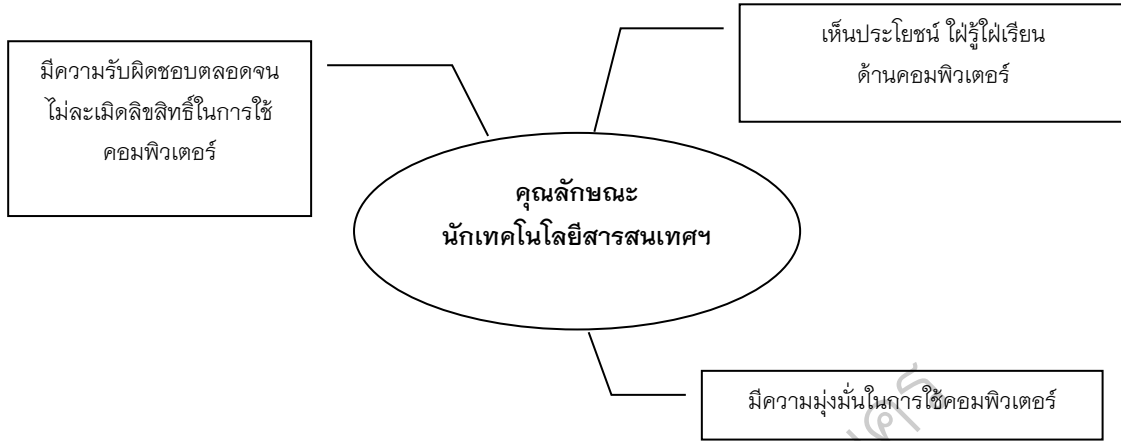 เห็นประโยชน์ ใฝ่รู้ใฝ่เรียน
ด้านคอมพิวเตอร์
มีความรับผิดชอบตลอดจน
ไม่ละเมิดลิขสิทธิ์ในการใช้
คอมพิวเตอร์
คุณลักษณะ
นักเทคโนโลยีสารสนเทศฯ
มีความมุ่งมั่นในการใช้คอมพิวเตอร์